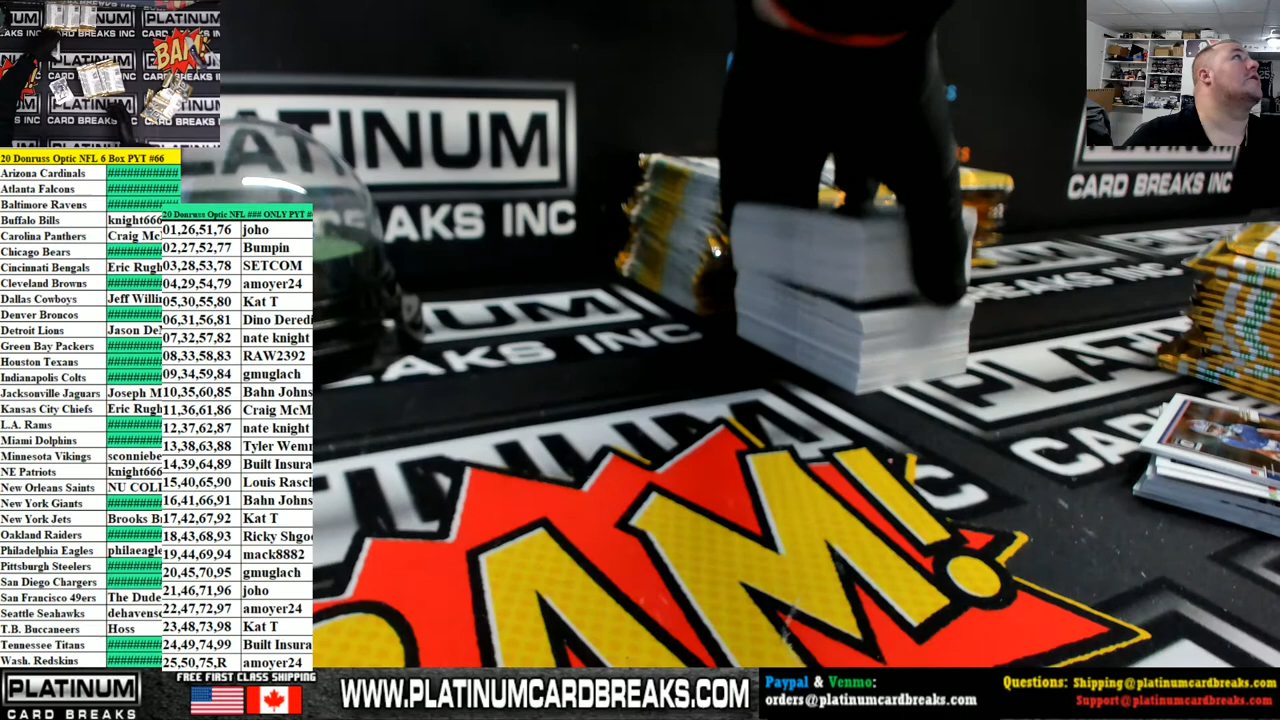 PLATINUM
CARD BREAKS INC
BAM!
20 Donruss Optic NFL 6 Box PYT #66
Arizona Cardinals ###########
Atlanta Falcons ###########
Baltimore Ravens
Buffalo Bills knight666
Carolina Panthers Craig Mc
Chicago Bears
Cincinnati Bengals Eric Rugh
Cleveland Browns
Dallas Cowboys Jeff Willi
Denver Broncos
Detroit Lions Jason De
Green Bay Packers
Houston Texans
Indianapolis Colts
Jacksonville Jaguars Joseph M
Kansas City Chiefs Eric Rugh
L.A. Rams
Miami Dolphins
Minnesota Vikings sconniebe
NE Patriots knight666
New Orleans Saints NU COLL
New York Giants
New York Jets Brooks B
Oakland Raiders
Philadelphia Eagles philaeagle
Pittsburgh Steelers
San Diego Chargers
San Francisco 49ers The Dude
Seattle Seahawks dehavens
T.B. Buccaneers Hoss
Tennessee Titans
Wash. Redskins
20 Donruss Optic NFL ### ONLY PYT #
01,26,51,76 joho
02,27,52,77 Bumpin
03,28,53,78 SETCOM
04,29,54,79 amoyer24
05,30,55,80 Kat T
06,31,56,81 Dino Dered
07,32,57,82 nate knight
08,33,58,83 RAW2392
09,34,59,84 gmuglach
10,35,60,85 Bahn Johns
11,36,61,86 Craig McM
12,37,62,87 nate knight
13,38,63,88 Tyler Wem
14,39,64,89 Built Insura
15,40,65,90 Louis Rasc
16,41,66,91 Bahn Johns
17,42,67,92 Kat T
18,43,68,93 Ricky Shgo
19,44,69,94 mack8882
20,45,70,95 gmuglach
21,46,71,96 joho
22,47,72,97 amoyer24
23,48,73,98 Kat T
24,49,74,99 Built Insura
25,50,75,R amoyer24
PLATINUM
CARD BREAKS INC
PLATINUM
CARD BREAKS INC
AM!
PLATINUM
CARD BREAKS
FREE FIRST CLASS SHIPPING
WWW.PLATINUMCARDBREAKS.COM
Paypal & Venmo:
orders@platinumcardbreaks.com
Questions: Shipping@platinumcardbreaks.com
Support@platinumcardbreaks.com